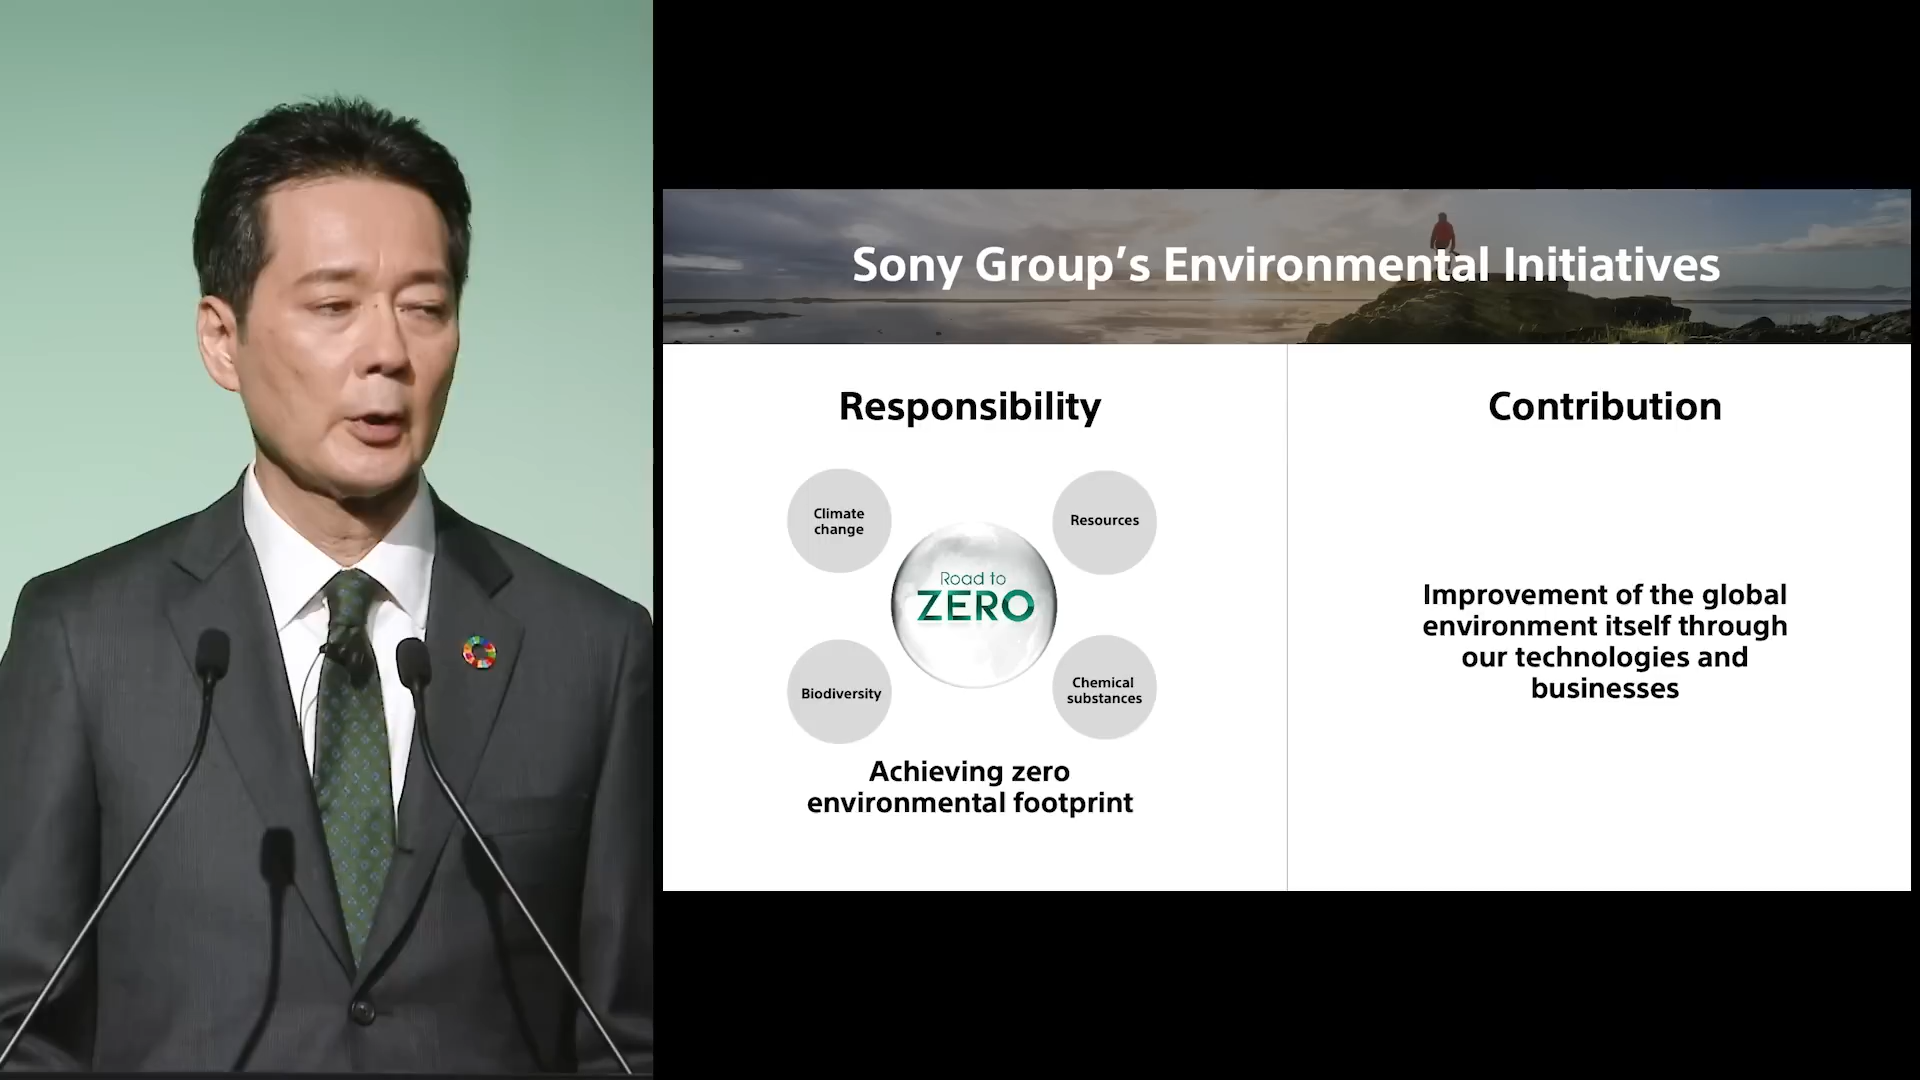 Sony Group’s Environmental Initiatives
Responsibility
Climate
change
Resources
Road to
ZERO
Biodiversity
Chemical
substances
Achieving zero
environmental footprint
Contribution
Improvement of the global
environment itself through
our technologies and
businesses